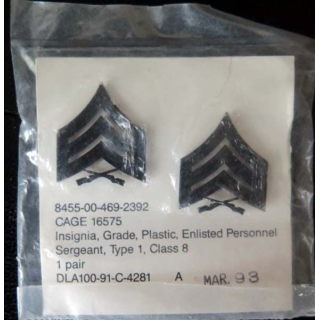 8455-00-469-2392
CAGE 16575
Insignia, Grade, Plastic, Enlisted Personnel
Sergeant, Type 1, Class 8
1 pair
DLA100-91-C-4281 A MAR. 93